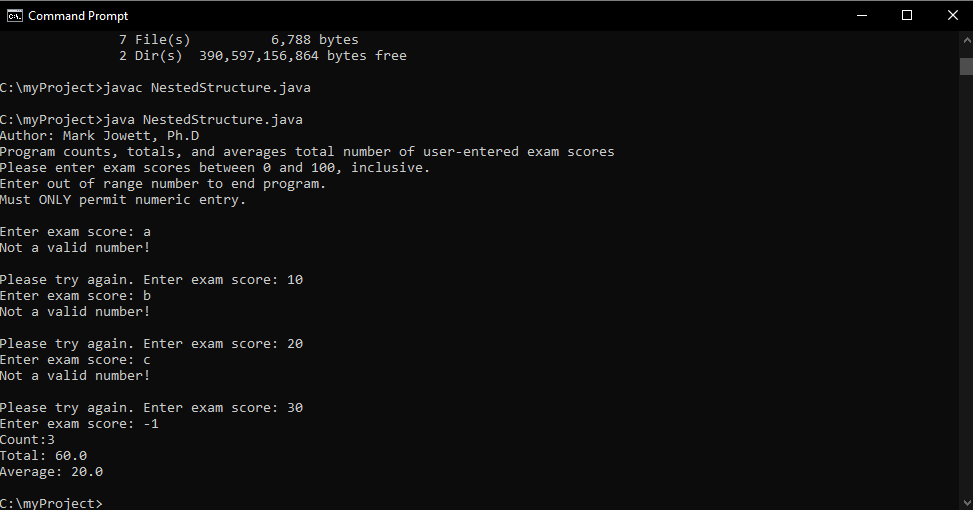 Command Prompt
7 File(s) 6,788 bytes
2 Dir(s) 390,597,156,864 bytes free
C:\myProject>javac NestedStructure.java
C:\myProject>java NestedStructure.java
Author: Mark Jowett, Ph.D
Program counts, totals, and averages total number of user-entered exam scores
Please enter exam scores between 0 and 100, inclusive.
Enter out of range number to end program.
Must ONLY permit numeric entry.
Enter exam score: a
Not a valid number!
Please try again. Enter exam score: 10
Enter exam score: b
Not a valid number!
Please try again. Enter exam score: 20
Enter exam score: c
Not a valid number!
Please try again. Enter exam score: 30
Enter exam score: -1
Count:3
Total: 60.0
Average: 20.0
C:\myProject>